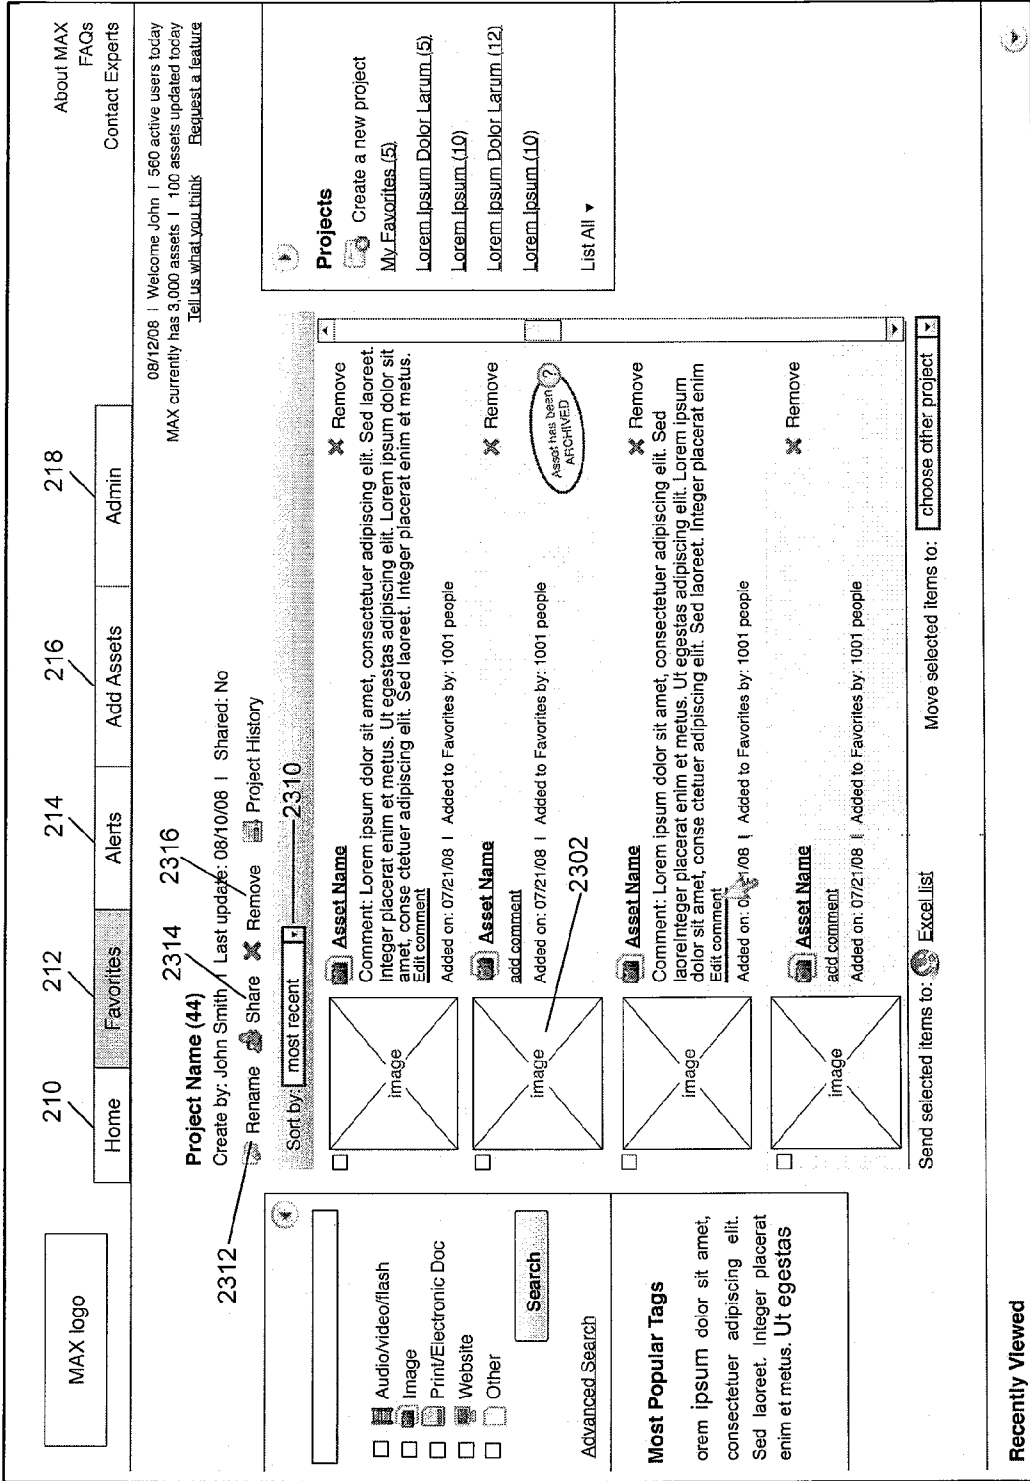 MAX logo
210
Home
212
Favorites
214
Alerts
216
Add Assets
218
Admin
About MAX
FAQs
Contact Experts
08/12/08 | Welcome John | 560 active users today
MAX currently has 3,000 assets | 100 assets updated today
Tell us what you think Request a feature
Audio/video/flash
Image
Print/Electronic Doc
Website
Other
Search
Advanced Search
Most Popular Tags
orem ipsum dolor sit amet,
consectetuer adipiscing elit.
Sed laoreet. Integer placerat
enim et metus. Ut egestas
Project Name (44)
Create by: John Smith | Last update: 08/10/08 | Shared: No
2312
Rename
2314
Share
2316
Remove
Project History
Sort by: most recent
2310
image
Asset Name
Remove
Comment: Lorem ipsum dolor sit amet, consectetuer adipiscing elit. Sed laoreet.
Integer placerat enim et metus. Ut egestas adipiscing elit. Lorem ipsum dolor sit
amet, conse ctetuer adipiscing elit. Sed laoreet. Integer placerat enim et metus.
Edit comment
Added on: 07/21/08 | Added to Favorites by: 1001 people
image
2302
Asset Name
Remove
add comment
Asset has been
ARCHIVED
?
Added on: 07/21/08 | Added to Favorites by: 1001 people
image
Asset Name
Remove
Comment: Lorem ipsum dolor sit amet, consectetuer adipiscing elit. Sed
laoreInteger placerat enim et metus. Ut egestas adipiscing elit. Lorem ipsum
dolor sit amet, conse ctetuer adipiscing elit. Sed laoreet. Integer placerat enim
Edit comment
Added on: /21/08 | Added to Favorites by: 1001 people
image
Asset Name
Remove
add comment
Added on: 07/21/08 | Added to Favorites by: 1001 people
Send selected items to: Excel list
Move selected items to: choose other project
Projects
Create a new project
My Favorites (5)
Lorem Ipsum Dolor Larum (5)
Lorem Ipsum (10)
Lorem Ipsum Dolor Larum (12)
Lorem Ipsum (10)
List All
Recently Viewed